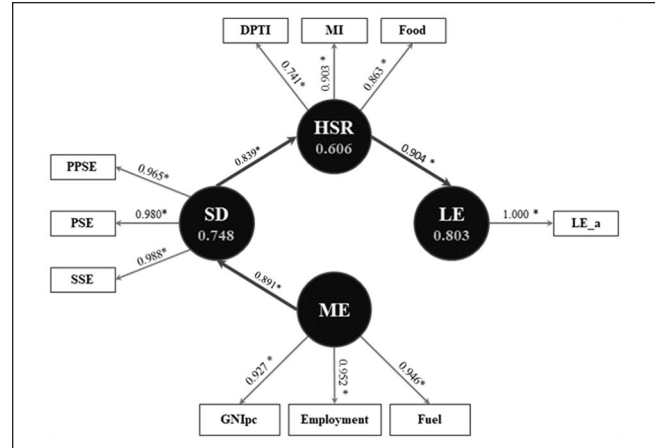 DPTI
MI
Food
0.741*
0.903 *
0.863 *
HSR
0.606
0.839*
0.904 *
PPSE
0.965*
PSE
0.980*
SSE
0.988*
SD
0.748
LE
0.803
1.000 *
LE_a
0.891*
ME
0.927 *
0.952 *
0.946*
GNIpc
Employment
Fuel